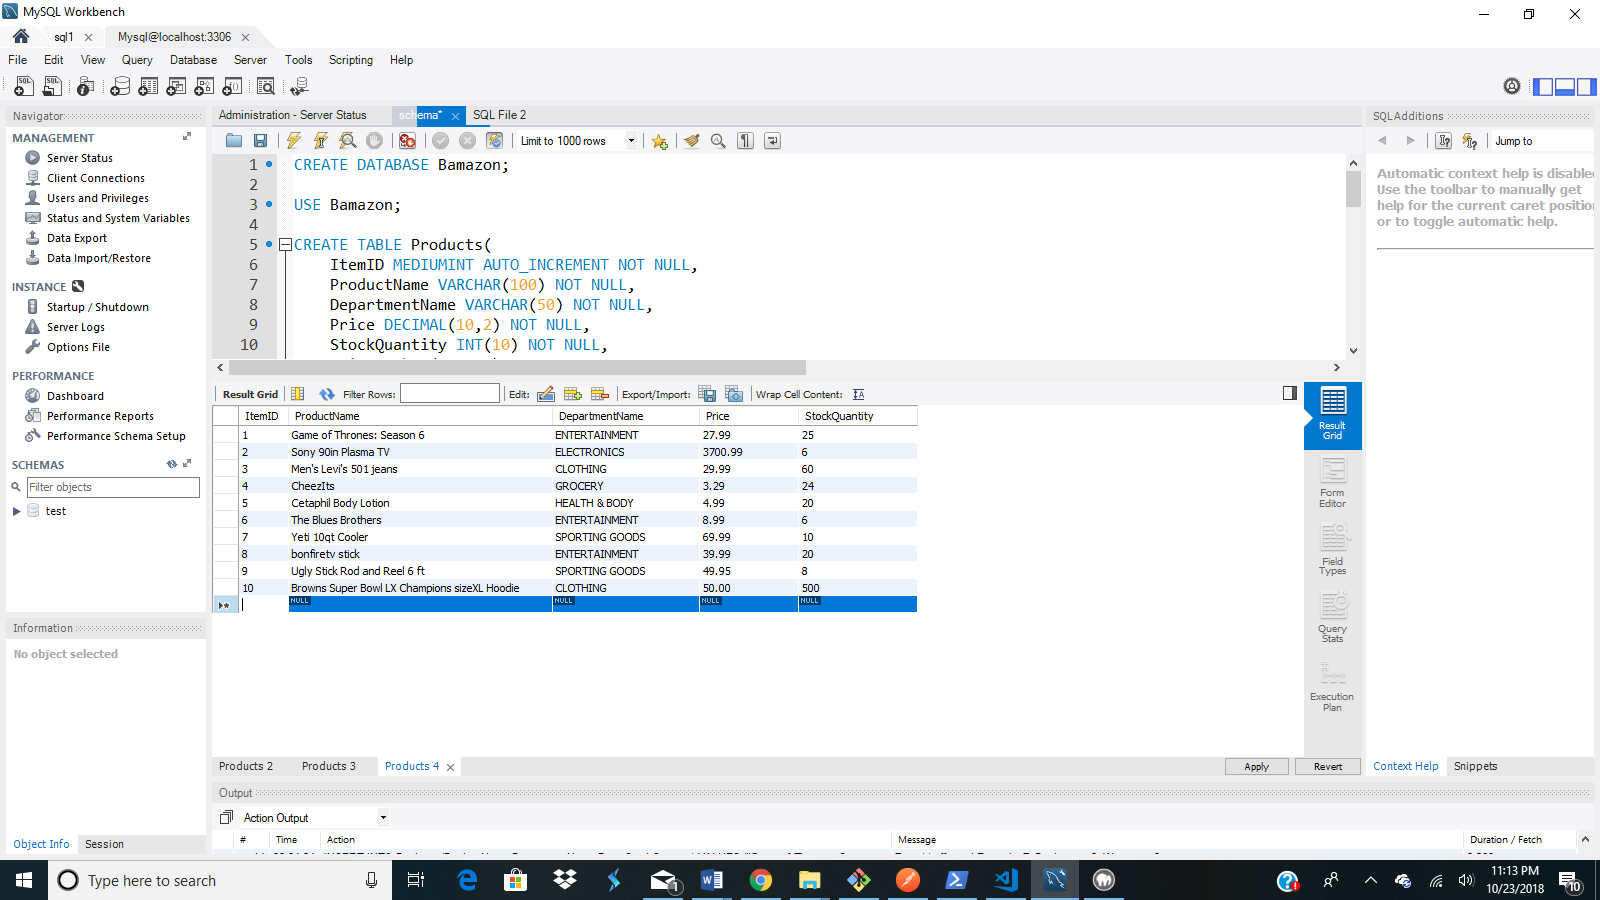 MySQL Workbench
sql1
Mysql@localhost:3306
File Edit View Query Database Server Tools Scripting Help
Navigator
MANAGEMENT
Server Status
Client Connections
Users and Privileges
Status and System Variables
Data Export
Data Import/Restore
INSTANCE
Startup / Shutdown
Server Logs
Options File
PERFORMANCE
Dashboard
Performance Reports
Performance Schema Setup
SCHEMAS
Filter objects
test
Information
No object selected
Object Info Session
Administration - Server Status schema* SQL File 2
Limit to 1000 rows
1 CREATE DATABASE Bamazon;
2
3 USE Bamazon;
4
5 CREATE TABLE Products(
6 ItemID MEDIUMINT AUTO_INCREMENT NOT NULL,
7 ProductName VARCHAR(100) NOT NULL,
8 DepartmentName VARCHAR(50) NOT NULL,
9 Price DECIMAL(10,2) NOT NULL,
10 StockQuantity INT(10) NOT NULL,
Result Grid Filter Rows: Edit: Export/Import: Wrap Cell Content:
ItemID ProductName DepartmentName Price StockQuantity
1 Game of Thrones: Season 6 ENTERTAINMENT 27.99 25
2 Sony 90in Plasma TV ELECTRONICS 3700.99 6
3 Men's Levi's 501 jeans CLOTHING 29.99 60
4 CheezIts GROCERY 3.29 24
5 Cetaphil Body Lotion HEALTH & BODY 4.99 20
6 The Blues Brothers ENTERTAINMENT 8.99 6
7 Yeti 10qt Cooler SPORTING GOODS 69.99 10
8 bonfiretv stick ENTERTAINMENT 39.99 20
9 Ugly Stick Rod and Reel 6 ft SPORTING GOODS 49.95 8
10 Browns Super Bowl LX Champions sizeXL Hoodie CLOTHING 50.00 500
NULL NULL NULL NULL
Result
Grid
Form
Editor
Field
Types
Query
Stats
Execution
Plan
Products 2 Products 3 Products 4
Apply Revert
Output
Action Output
# Time Action Message Duration / Fetch
SQLAdditions
Jump to
Automatic context help is disable
Use the toolbar to manually get
help for the current caret positio
or to toggle automatic help.
Context Help Snippets
Type here to search
1
11:13 PM
10/23/2018
10